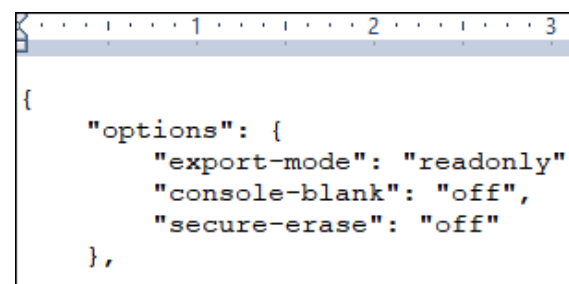 1 2 3
{
    "options": {
        "export-mode": "readonly"
        "console-blank": "off",
        "secure-erase": "off"
    },